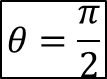 θ = π/2